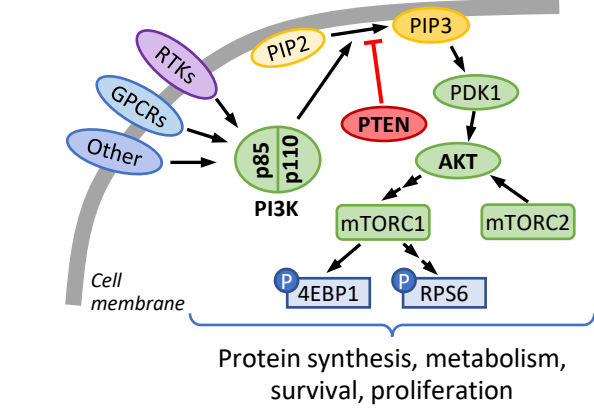 PIP3
PIP2
RTKs
PDK1
GPCRs
PTEN
Other
p85
p110
AKT
PI3K
mTORC1
mTORC2
Cell
membrane
P
4EBP1
P
RPS6
Protein synthesis, metabolism,
survival, proliferation